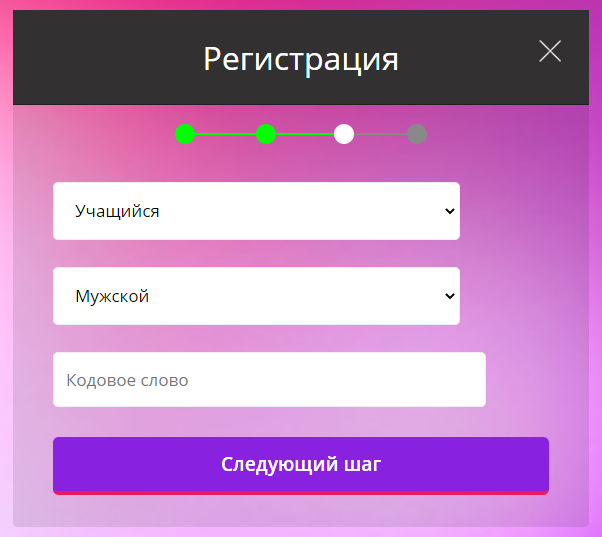 Регистрация
Учащийся
Мужской
Кодовое слово
Следующий шаг